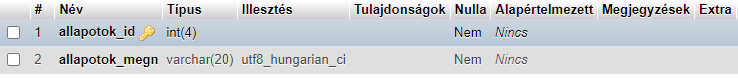 # Név Típus Illesztés Tulajdonságok Nulla Alapértelmezett Megjegyzések Extra
1 allapotok_id int(4) Nem Nincs
2 allapotok_megn varchar(20) utf8_hungarian_ci Nem Nincs